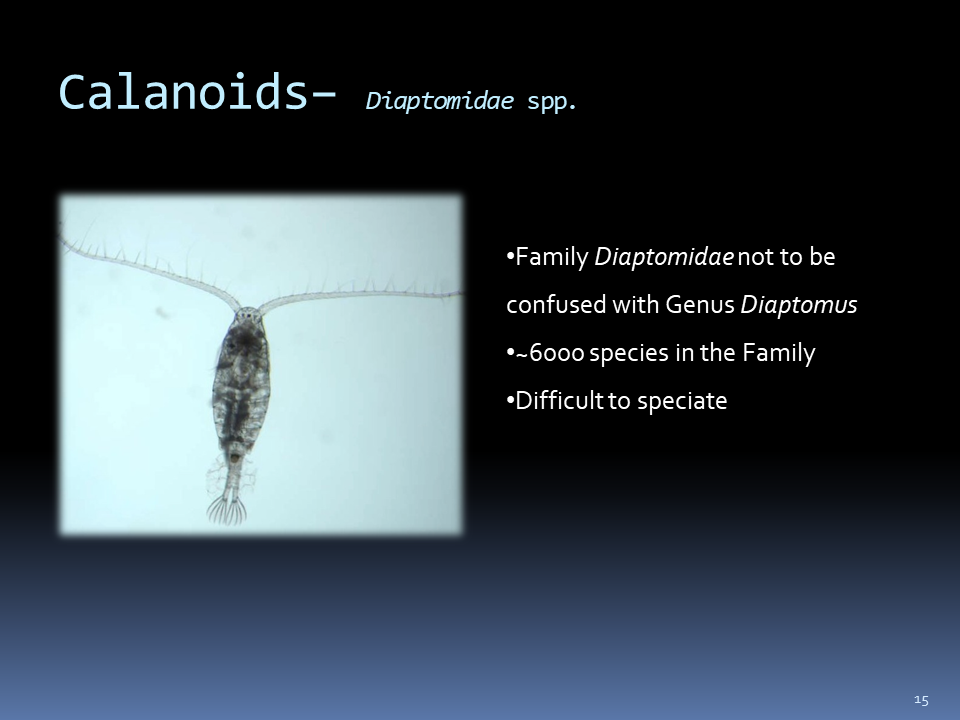 Calanoids– Diaptomidae spp.
•Family Diaptomidae not to be
confused with Genus Diaptomus
•~6000 species in the Family
•Difficult to speciate
15